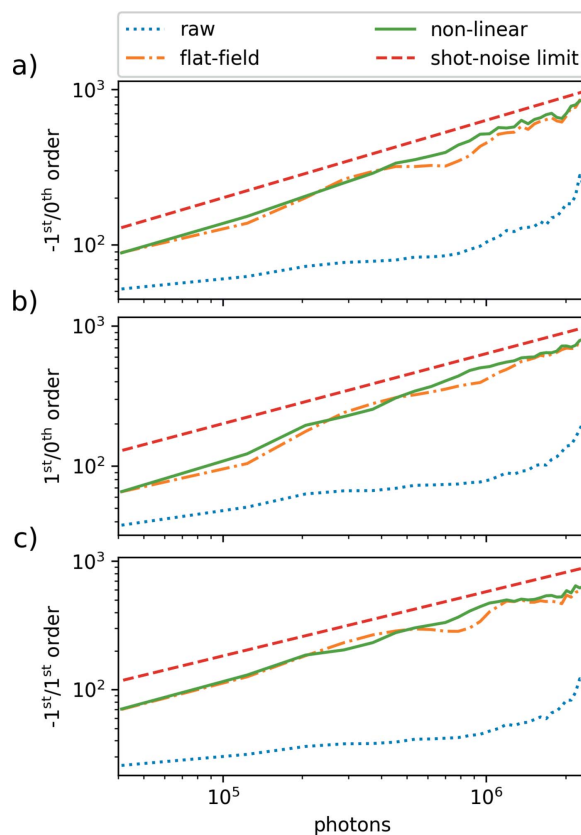 raw
flat-field
non-linear
shot-noise limit
a)
10³
10²
-1ˢᵗ/0ᵗʰ order
b)
10³
10²
1ˢᵗ/0ᵗʰ order
c)
10³
10²
-1ˢᵗ/1ˢᵗ order
10⁵
10⁶
photons